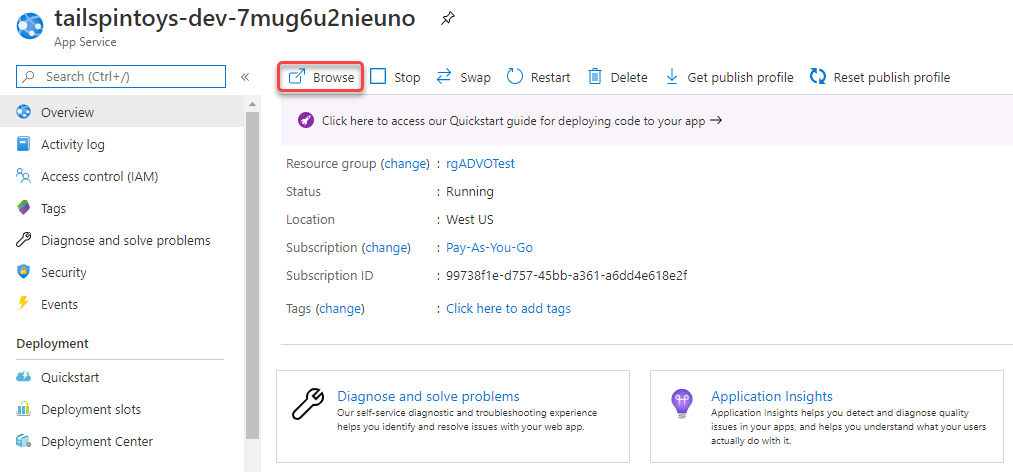 tailspintoys-dev-7mug6u2nieuno
App Service
Search (Ctrl+/)
«
Browse
Stop
Swap
Restart
Delete
Get publish profile
Reset publish profile
Overview
Activity log
Access control (IAM)
Tags
Diagnose and solve problems
Security
Events
Deployment
Quickstart
Deployment slots
Deployment Center
Click here to access our Quickstart guide for deploying code to your app →
Resource group (change) : rgADVOTest
Status : Running
Location : West US
Subscription (change) : Pay-As-You-Go
Subscription ID : 99738f1e-d757-45bb-a361-a6dd4e618e2f
Tags (change) : Click here to add tags
Diagnose and solve problems
Our self-service diagnostic and troubleshooting experience
helps you identify and resolve issues with your web app.
Application Insights
Application Insights helps you detect and diagnose quality
issues in your apps, and helps you understand what your users
actually do with it.